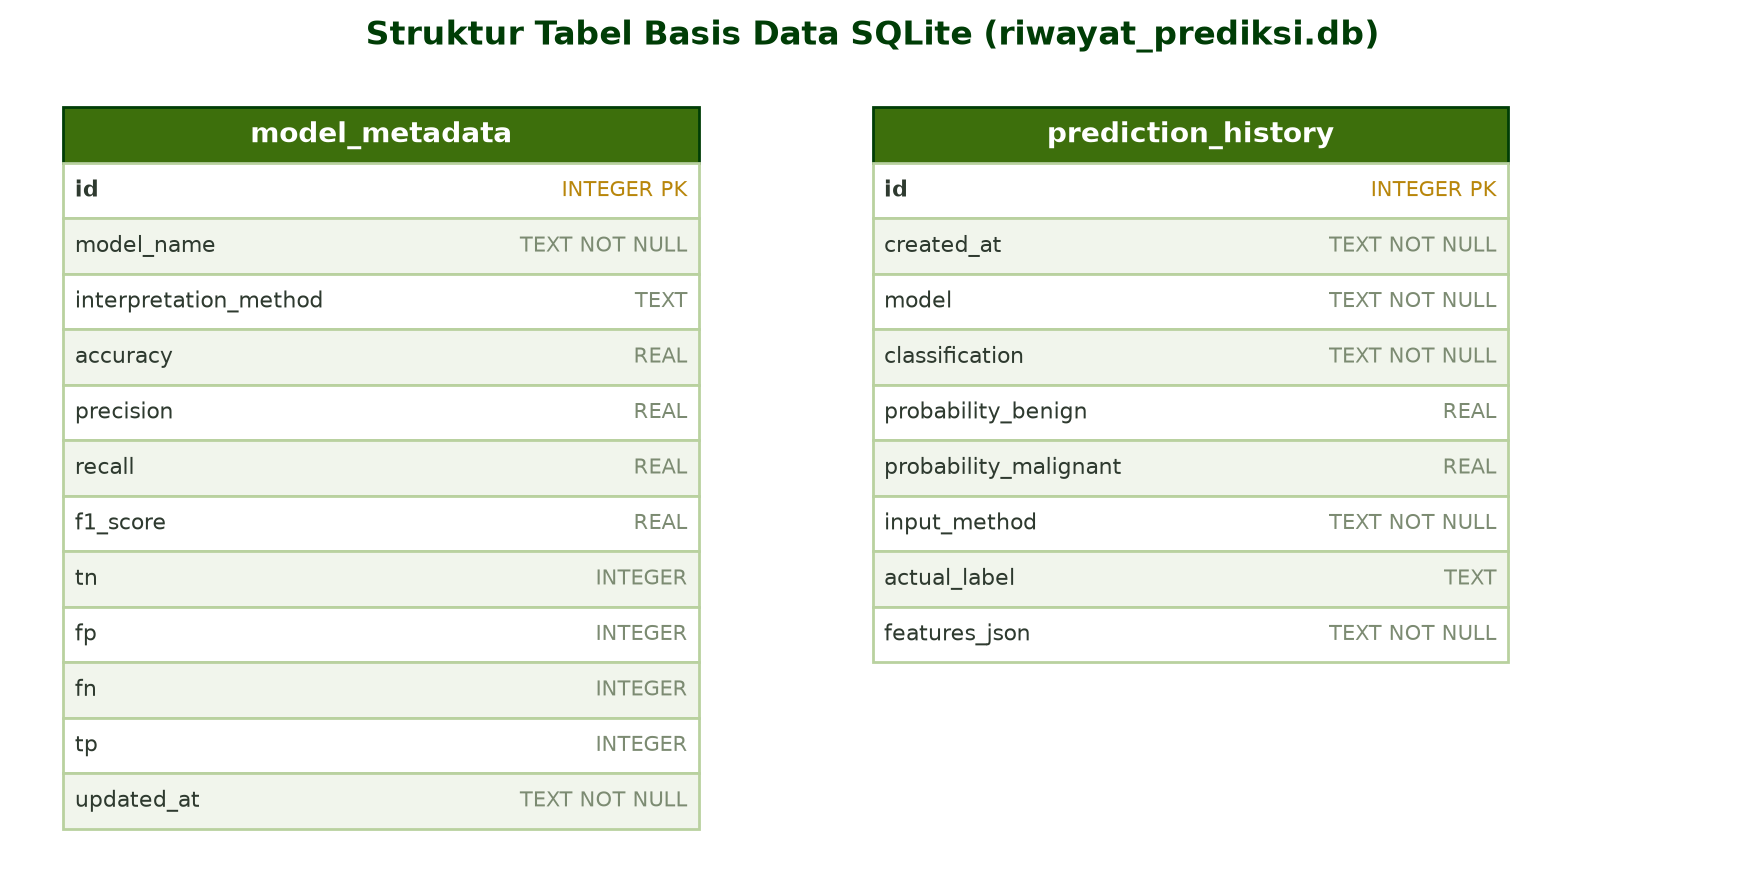 Struktur Tabel Basis Data SQLite (riwayat_prediksi.db)
model_metadata
id INTEGER PK
model_name TEXT NOT NULL
interpretation_method TEXT
accuracy REAL
precision REAL
recall REAL
f1_score REAL
tn INTEGER
fp INTEGER
fn INTEGER
tp INTEGER
updated_at TEXT NOT NULL
prediction_history
id INTEGER PK
created_at TEXT NOT NULL
model TEXT NOT NULL
classification TEXT NOT NULL
probability_benign REAL
probability_malignant REAL
input_method TEXT NOT NULL
actual_label TEXT
features_json TEXT NOT NULL